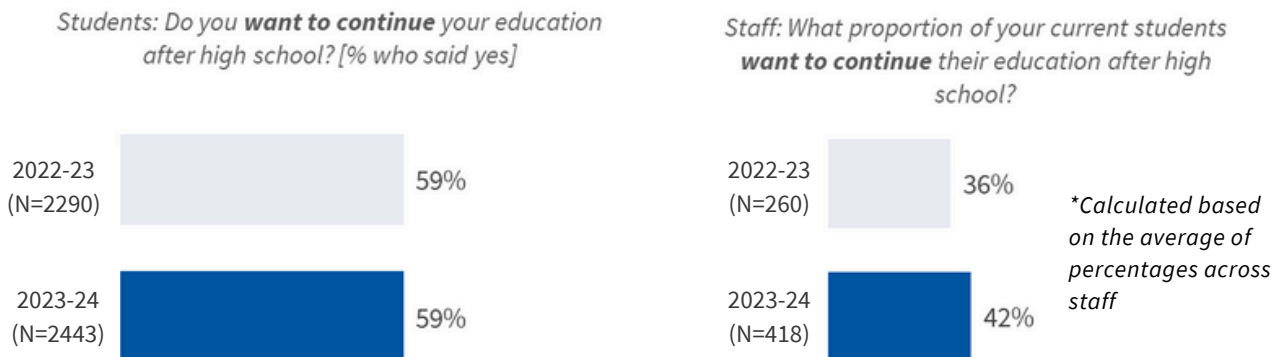 Students: Do you want to continue your education
after high school? [% who said yes]
2022-23
(N=2290)
59%
2023-24
(N=2443)
59%
Staff: What proportion of your current students
want to continue their education after high
school?
2022-23
(N=260)
36%
2023-24
(N=418)
42%
*Calculated based
on the average of
percentages across
staff